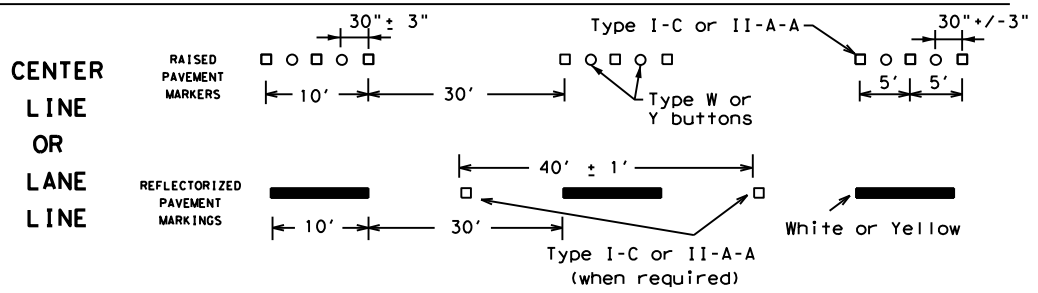 CENTER
LINE
OR
LANE
LINE
RAISED
PAVEMENT
MARKERS
30" ± 3"
10'
30'
Type I-C or II-A-A
Type W or
Y buttons
30"+/-3"
5'
5'
REFLECTORIZED
PAVEMENT
MARKINGS
10'
30'
40' ± 1'
Type I-C or II-A-A
(when required)
White or Yellow